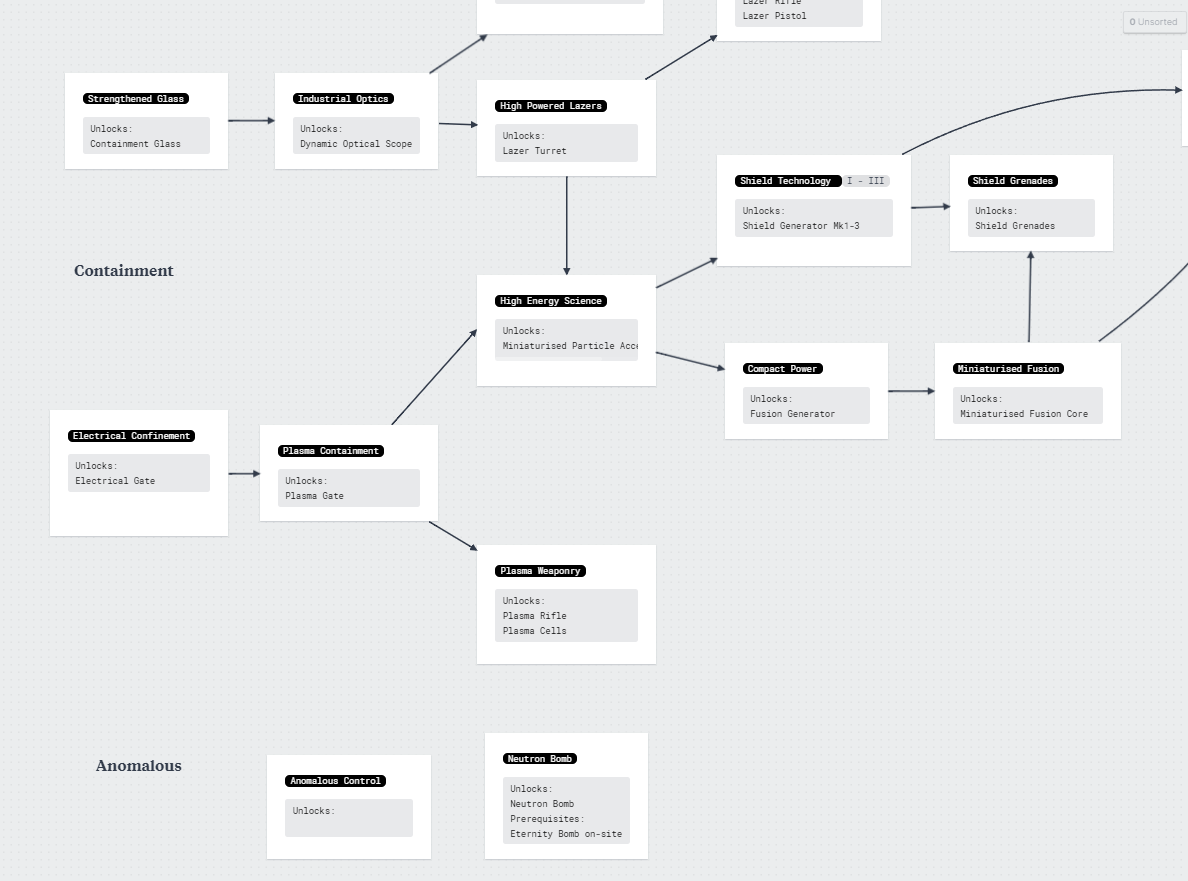 Lazer Rifle
Lazer Pistol
0 Unsorted
Strengthened Glass
Unlocks:
Containment Glass
Industrial Optics
Unlocks:
Dynamic Optical Scope
High Powered Lazers
Unlocks:
Lazer Turret
Shield Technology I - III
Unlocks:
Shield Generator Mk1-3
Shield Grenades
Unlocks:
Shield Grenades
Containment
High Energy Science
Unlocks:
Miniaturised Particle Acce
Compact Power
Unlocks:
Fusion Generator
Miniaturised Fusion
Unlocks:
Miniaturised Fusion Core
Electrical Confinement
Unlocks:
Electrical Gate
Plasma Containment
Unlocks:
Plasma Gate
Plasma Weaponry
Unlocks:
Plasma Rifle
Plasma Cells
Anomalous
Anomalous Control
Unlocks:
Neutron Bomb
Unlocks:
Neutron Bomb
Prerequisites:
Eternity Bomb on-site